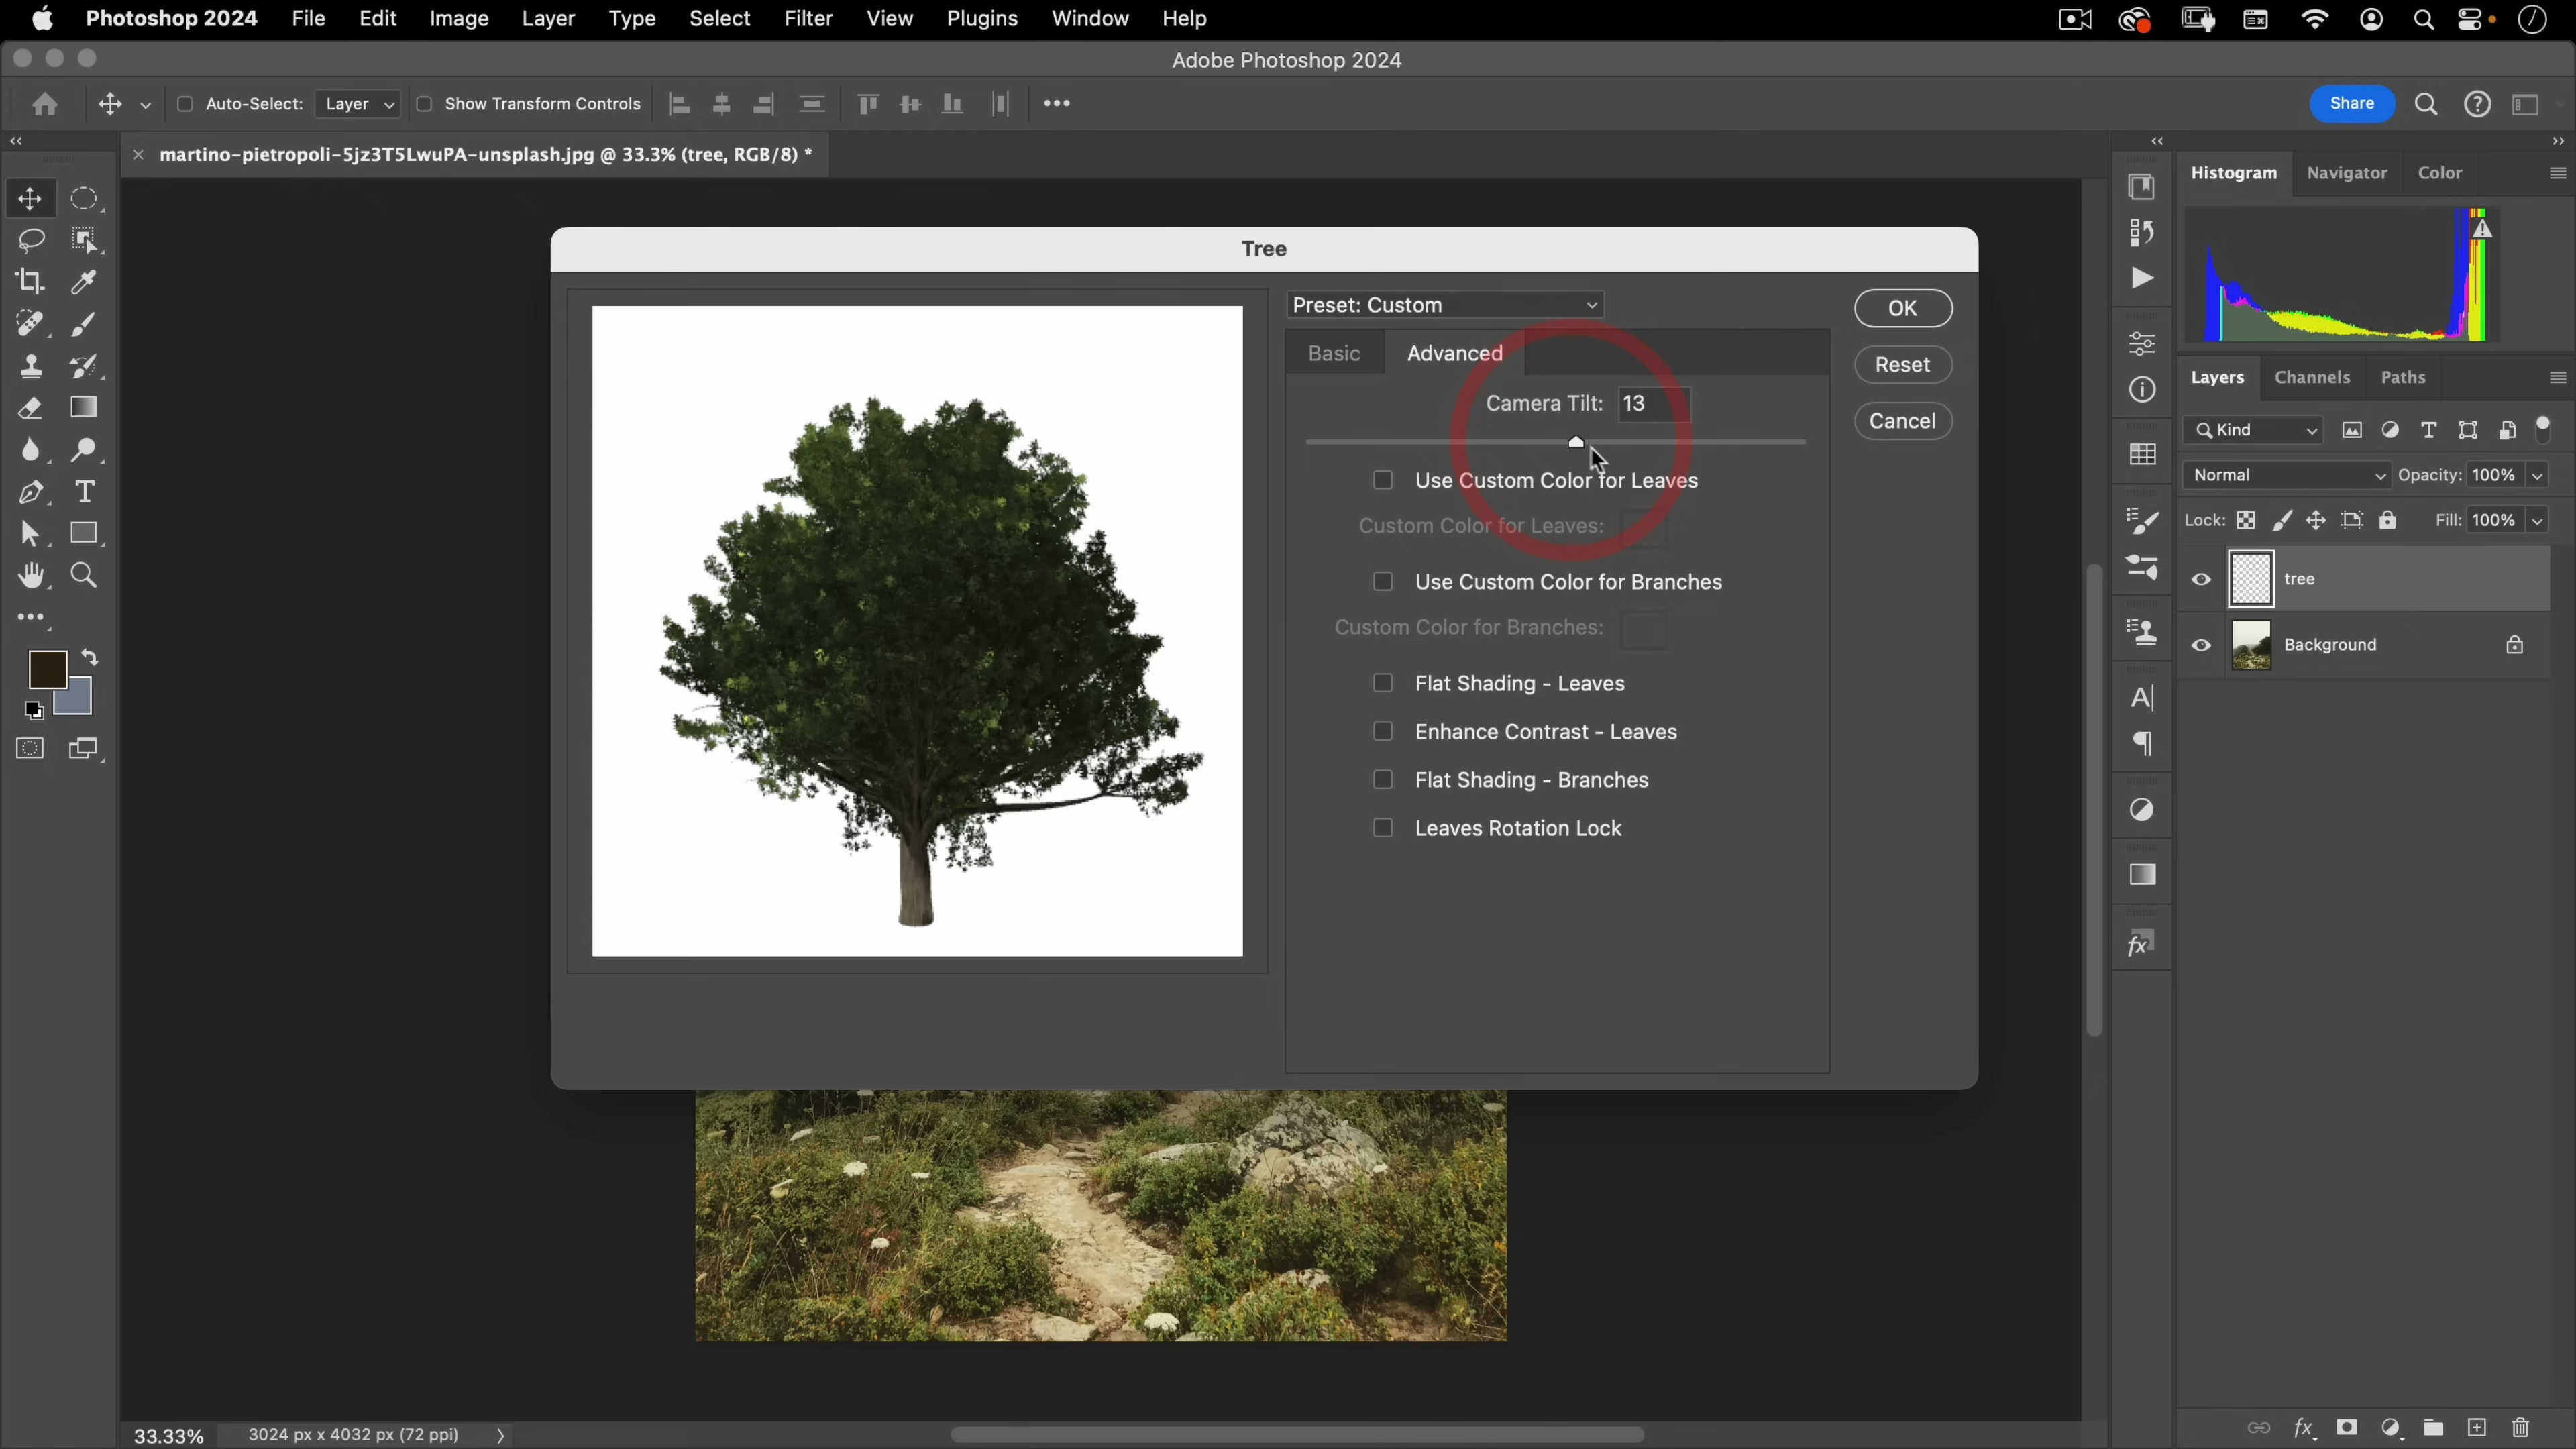 Photoshop 2024 File Edit Image Layer Type Select Filter View Plugins Window Help
Adobe Photoshop 2024
Auto-Select: Layer Show Transform Controls Share
martino-pietropoli-5jz3T5LwuPA-unsplash.jpg @ 33.3% (tree, RGB/8) *
Histogram Navigator Color
Tree
Preset: Custom
OK
Basic Advanced
Reset
Camera Tilt: 13
Cancel
Use Custom Color for Leaves
Custom Color for Leaves:
Use Custom Color for Branches
Custom Color for Branches:
Flat Shading - Leaves
Enhance Contrast - Leaves
Flat Shading - Branches
Leaves Rotation Lock
Layers Channels Paths
Kind
Normal Opacity: 100%
Lock: Fill: 100%
tree
Background
33.33% 3024 px x 4032 px (72 ppi)